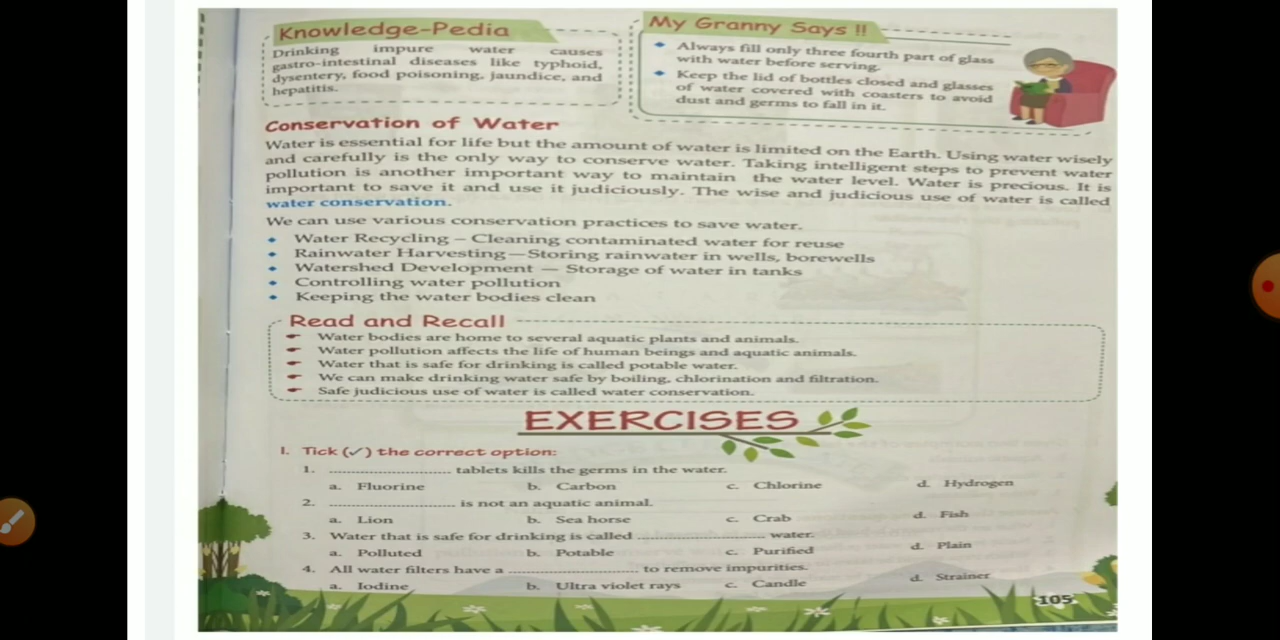 Knowledge-Pedia
Drinking impure water causes
gastro-intestinal diseases like typhoid,
dysentery, food poisoning, jaundice, and
hepatitis.
My Granny Says !!
Always fill only three fourth part of glass
with water before serving.
Keep the lid of bottles closed and glasses
of water covered with coasters to avoid
dust and germs to fall in it.
Conservation of Water
Water is essential for life but the amount of water is limited on the Earth. Using water wisely
and carefully is the only way to conserve water. Taking intelligent steps to prevent water
pollution is another important way to maintain the water level. Water is precious. It is
important to save it and use it judiciously. The wise and judicious use of water is called
water conservation.
We can use various conservation practices to save water.
Water Recycling – Cleaning contaminated water for reuse
Rainwater Harvesting—Storing rainwater in wells, borewells
Watershed Development — Storage of water in tanks
Controlling water pollution
Keeping the water bodies clean
Read and Recall
Water bodies are home to several aquatic plants and animals.
Water pollution affects the life of human beings and aquatic animals.
Water that is safe for drinking is called potable water.
We can make drinking water safe by boiling, chlorination and filtration.
Safe judicious use of water is called water conservation.
EXERCISES
I. Tick (✓) the correct option:
1. ........................ tablets kills the germs in the water.
a. Fluorine b. Carbon c. Chlorine d. Hydrogen
2. ........................ is not an aquatic animal.
a. Lion b. Sea horse c. Crab d. Fish
3. Water that is safe for drinking is called ........................ water.
a. Polluted b. Potable c. Purified d. Plain
4. All water filters have a ........................ to remove impurities.
a. Iodine b. Ultra violet rays c. Candle d. Strainer
105